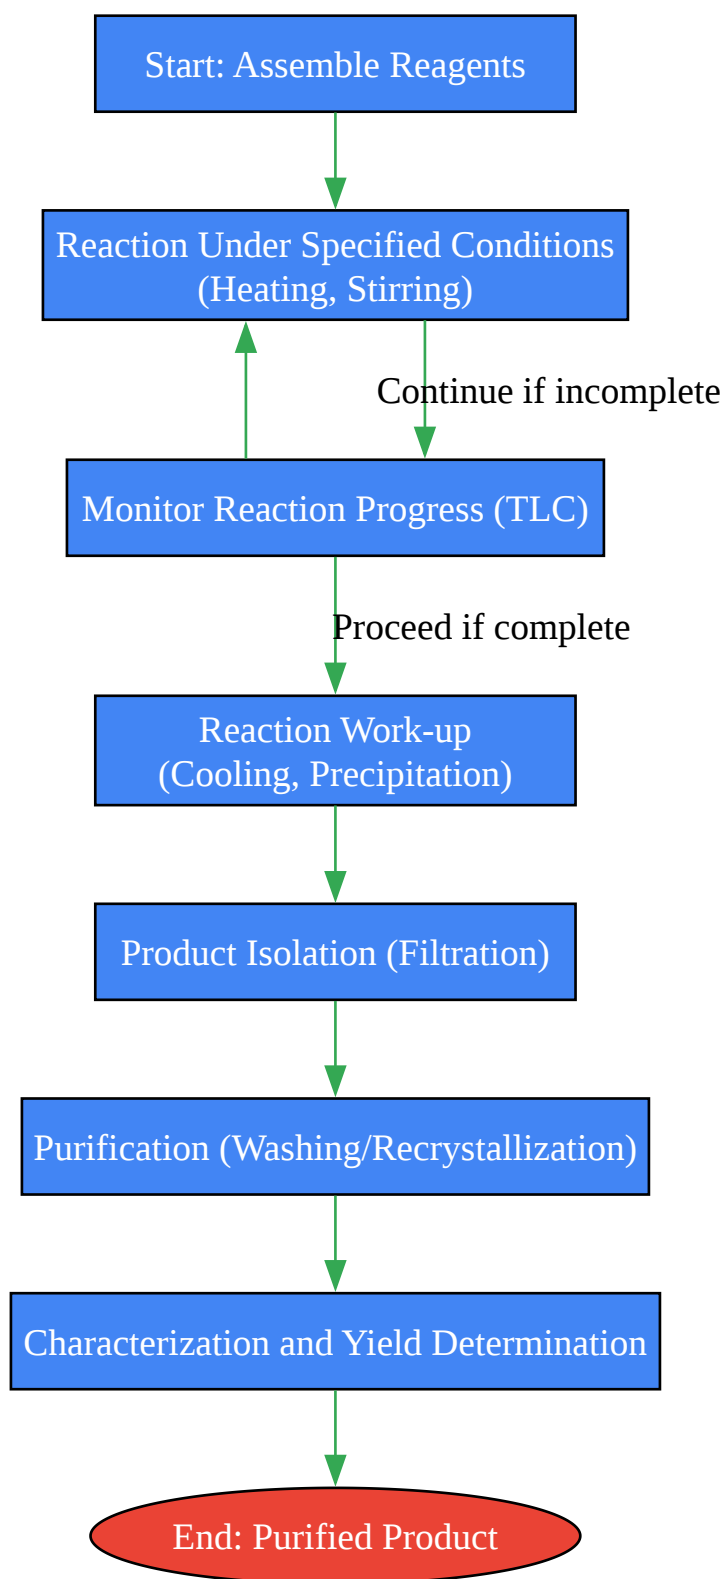 Start: Assemble Reagents
Reaction Under Specified Conditions
(Heating, Stirring)
Continue if incomplete
Monitor Reaction Progress (TLC)
Proceed if complete
Reaction Work-up
(Cooling, Precipitation)
Product Isolation (Filtration)
Purification (Washing/Recrystallization)
Characterization and Yield Determination
End: Purified Product